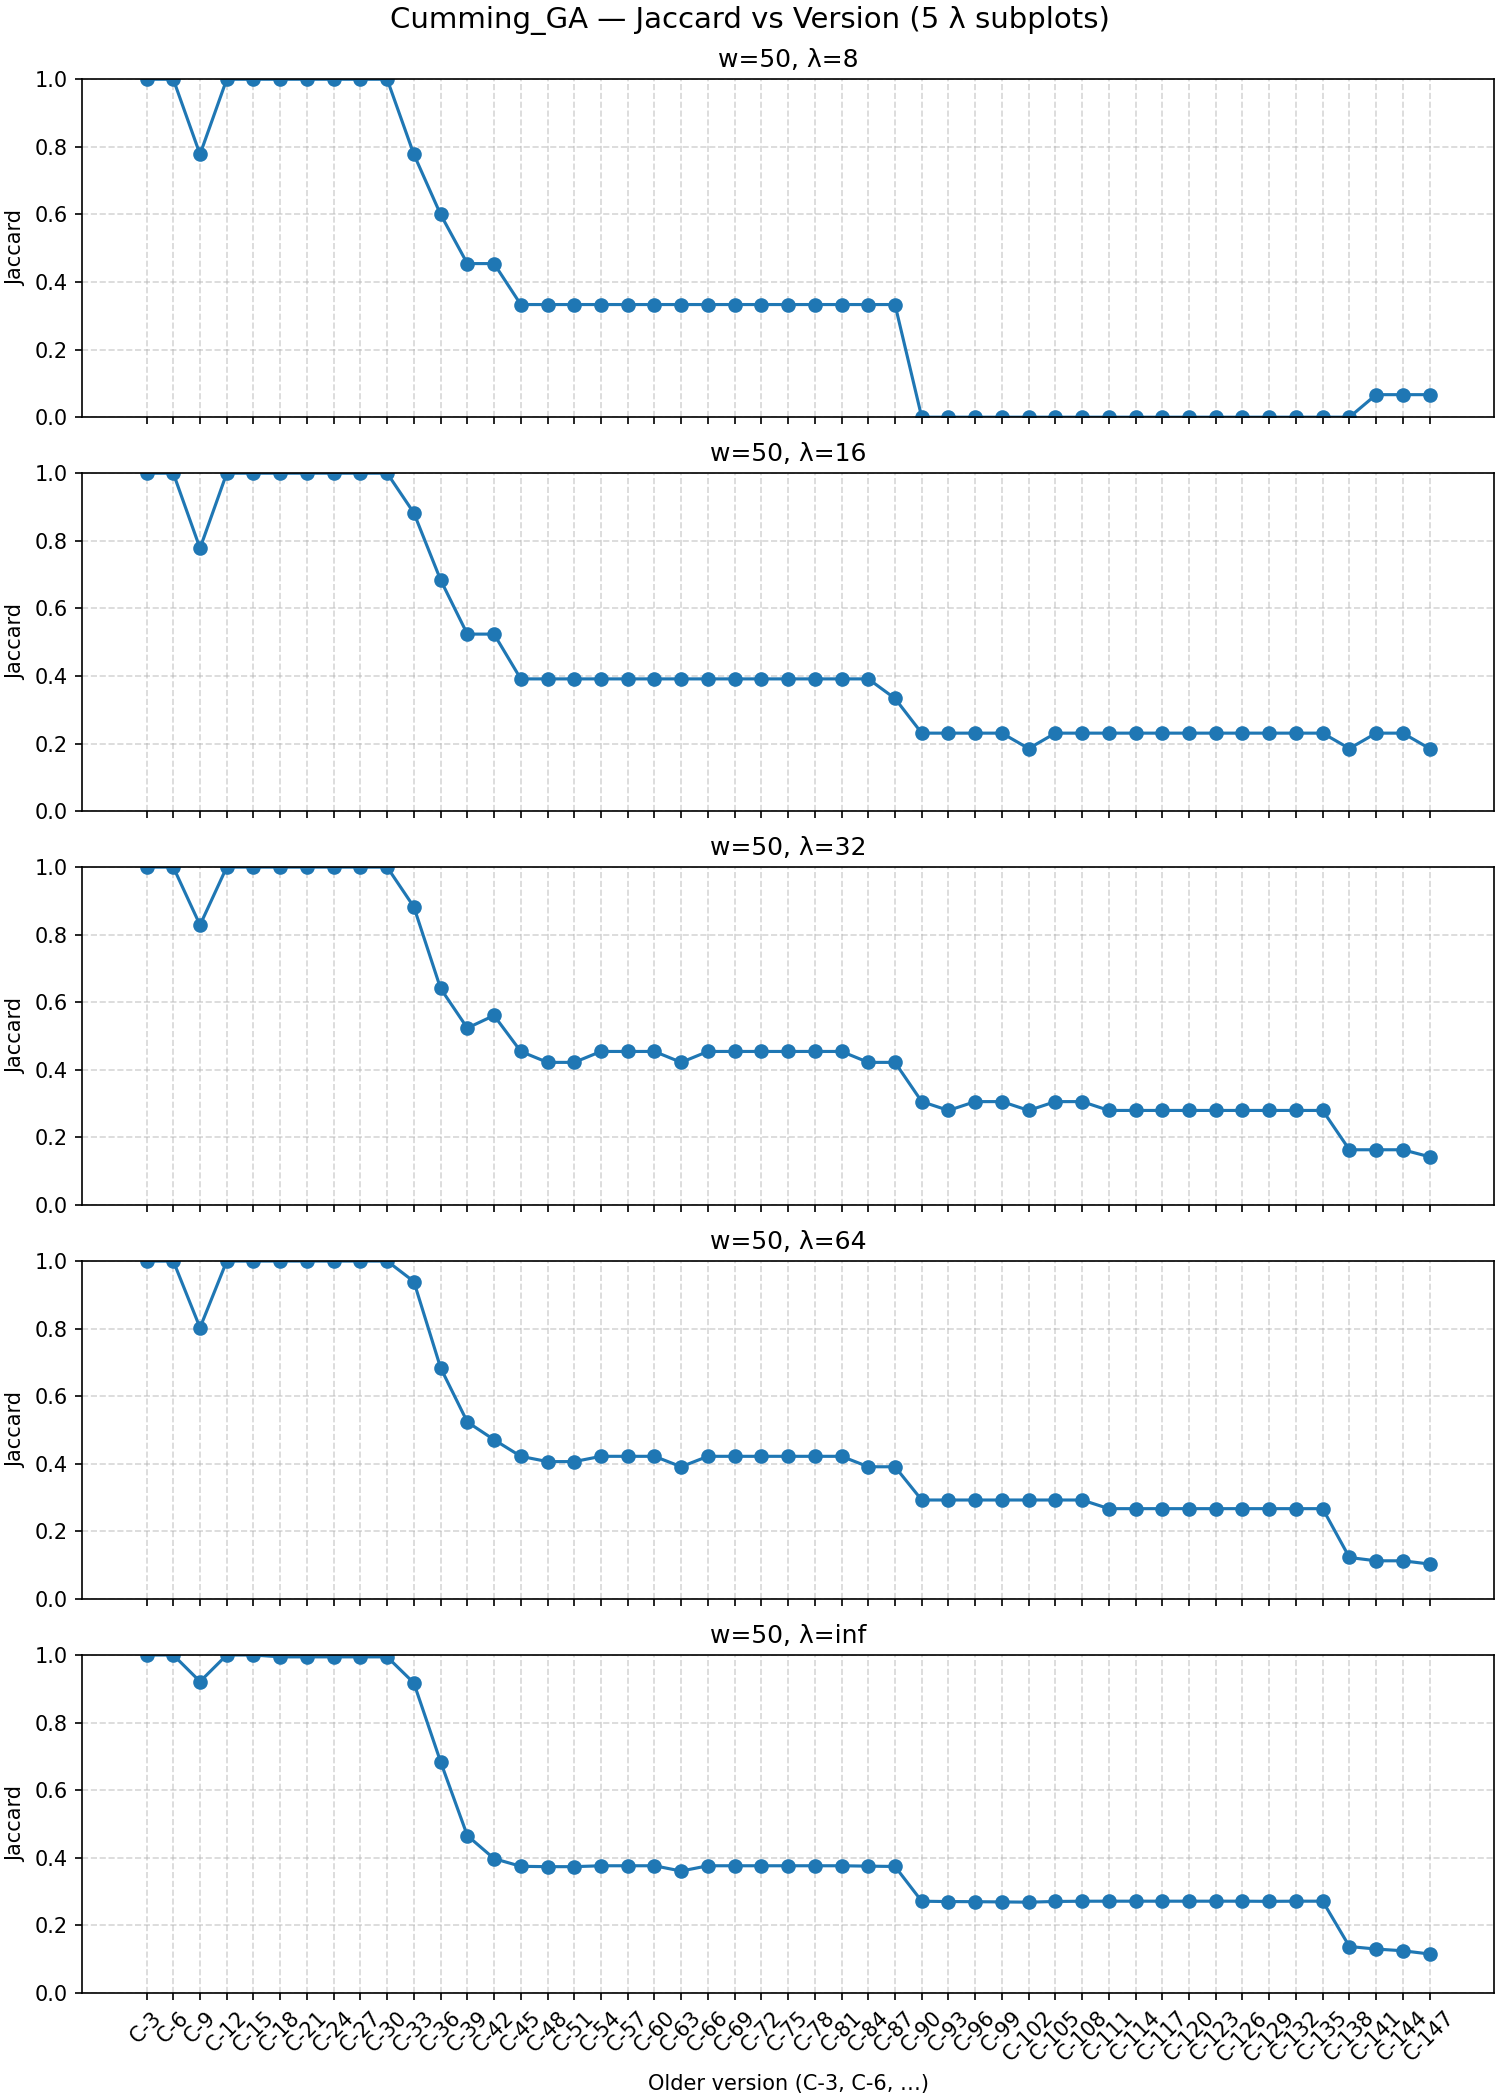 Cumming_GA — Jaccard vs Version (5 λ subplots)
w=50, λ=8
Jaccard
1.0
0.8
0.6
0.4
0.2
0.0
w=50, λ=16
Jaccard
1.0
0.8
0.6
0.4
0.2
0.0
w=50, λ=32
Jaccard
1.0
0.8
0.6
0.4
0.2
0.0
w=50, λ=64
Jaccard
1.0
0.8
0.6
0.4
0.2
0.0
w=50, λ=inf
Jaccard
1.0
0.8
0.6
0.4
0.2
0.0
C-3 C-6 C-9 C-12 C-15 C-18 C-21 C-24 C-27 C-30 C-33 C-36 C-39 C-42 C-45 C-48 C-51 C-54 C-57 C-60 C-63 C-66 C-69 C-72 C-75 C-78 C-81 C-84 C-87 C-90 C-93 C-96 C-99 C-102 C-105 C-108 C-111 C-114 C-117 C-120 C-123 C-126 C-129 C-132 C-135 C-138 C-141 C-144 C-147
Older version (C-3, C-6, ...)